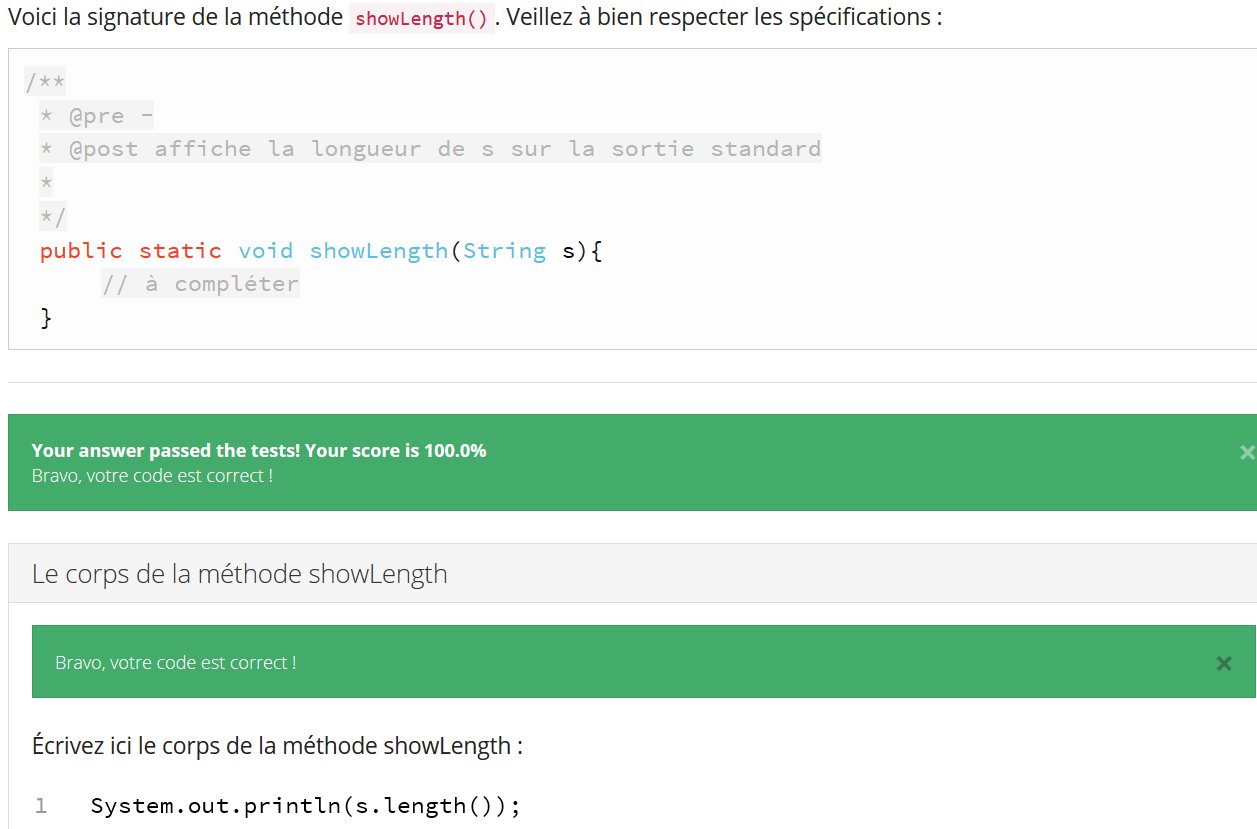 Voici la signature de la méthode showLength() . Veillez à bien respecter les spécifications :
/**
* @pre -
* @post affiche la longueur de s sur la sortie standard
*
*/
public static void showLength(String s){
// à compléter
}
Your answer passed the tests! Your score is 100.0%
Bravo, votre code est correct !
Le corps de la méthode showLength
Bravo, votre code est correct !
Écrivez ici le corps de la méthode showLength :
1 System.out.println(s.length());